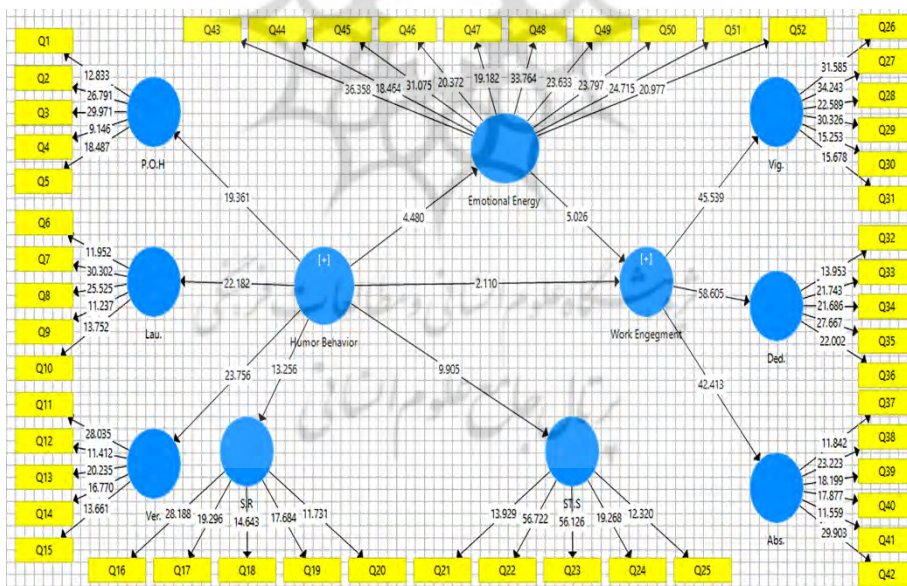 Q43 Q44 Q45 Q46 Q47 Q48 Q49 Q50 Q51 Q52
36.358 18.464 31.075 20.372 19.182 33.764 23.633 23.797 24.715 20.977
Emotional Energy
Q1
Q2
Q3
Q4
Q5
12.833
26.791
29.971
9.146
18.487
P.O.H
19.361
4.480
5.026
45.539
Q26
Q27
Q28
Q29
Q30
Q31
31.585
34.243
22.589
30.326
15.253
15.678
Vig.
Q6
Q7
Q8
Q9
Q10
11.952
30.302
25.525
11.237
13.752
Lau.
22.182
[+]
Humor Behavior
2.110
[+]
Work Engegment
58.605
Q32
Q33
Q34
Q35
Q36
13.953
21.743
21.686
27.667
22.002
Ded.
پژوهشگاه علوم انسانی و مطالعات فرهنگی
پرتال جامع علوم انسانی
23.756
13.256
9.905
42.413
Q11
Q12
Q13
Q14
Q15
28.035
11.412
20.235
16.770
13.661
Ver.
S.R
28.188 19.296 14.643 17.684 11.731
Q16 Q17 Q18 Q19 Q20
ST.S
13.929 56.722 56.126 19.268 12.320
Q21 Q22 Q23 Q24 Q25
Q37
Q38
Q39
Q40
Q41
Q42
11.842
23.223
18.199
17.877
11.559
29.903
Abs.